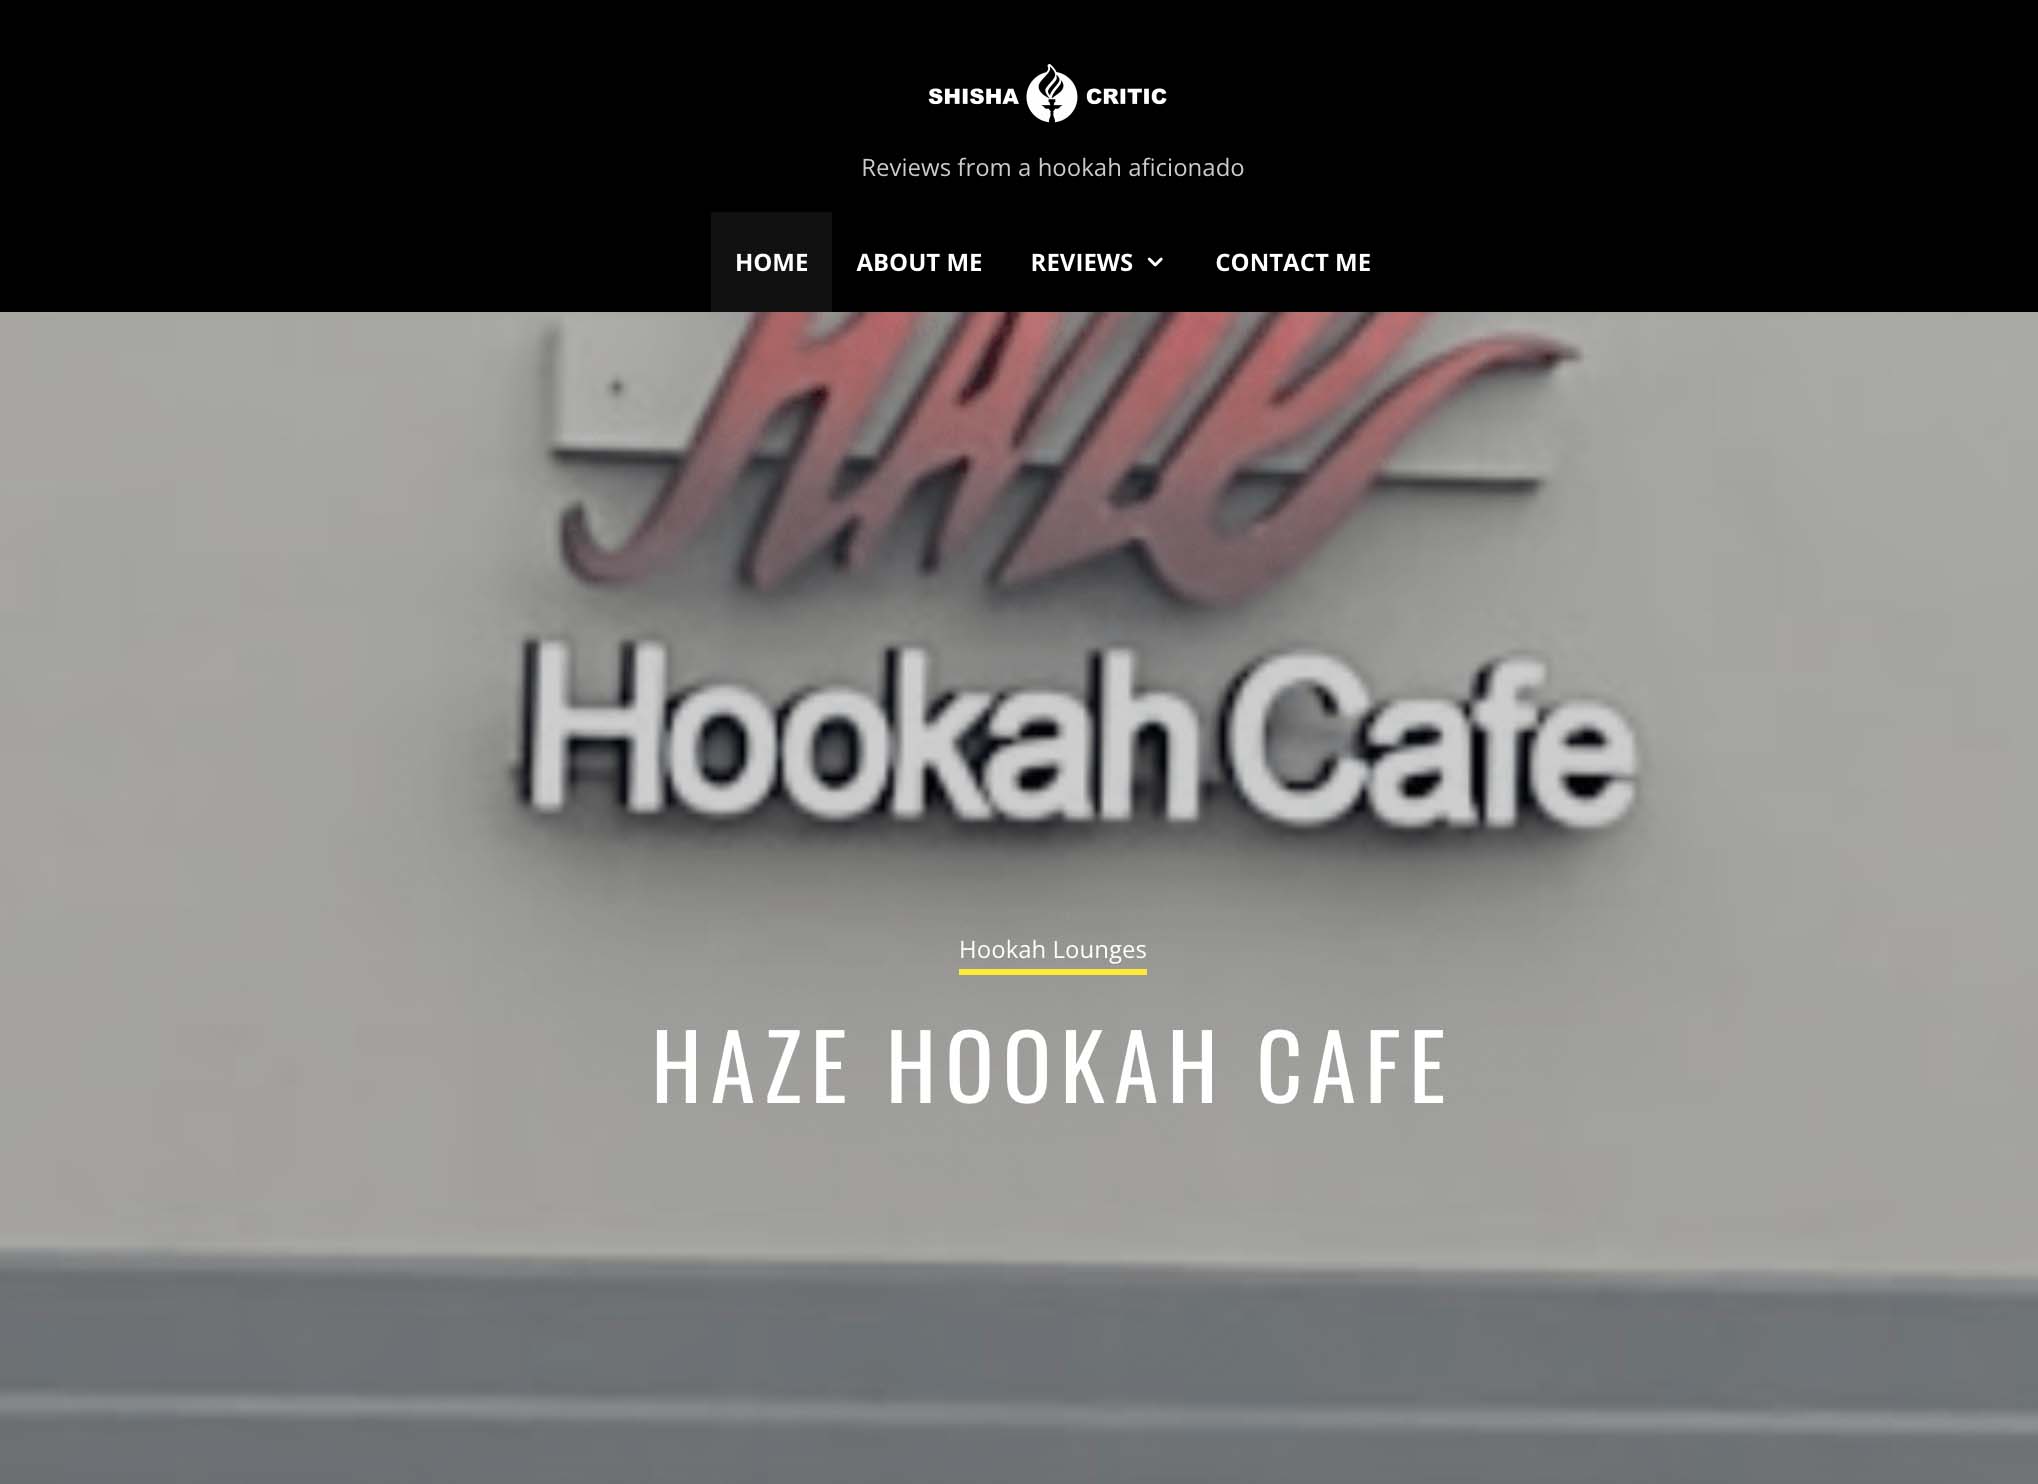 SHISHA CRITIC
Reviews from a hookah aficionado
HOME ABOUT ME REVIEWS CONTACT ME
HAZE
Hookah Cafe
Hookah Lounges
HAZE HOOKAH CAFE